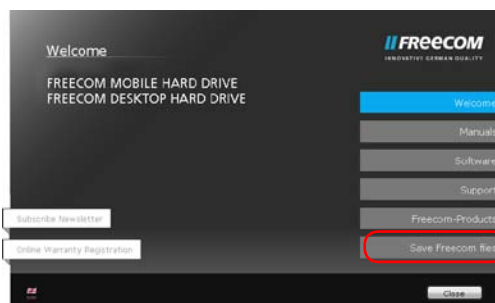 Welcome
FREECOM MOBILE HARD DRIVE
FREECOM DESKTOP HARD DRIVE
FREECOM
INNOVATIVE GERMAN QUALITY
Welcome
Manuals
Software
Support
Freecom-Products
Save Freecom files
Subscribe Newsletter
Online Warranty Registration
Close